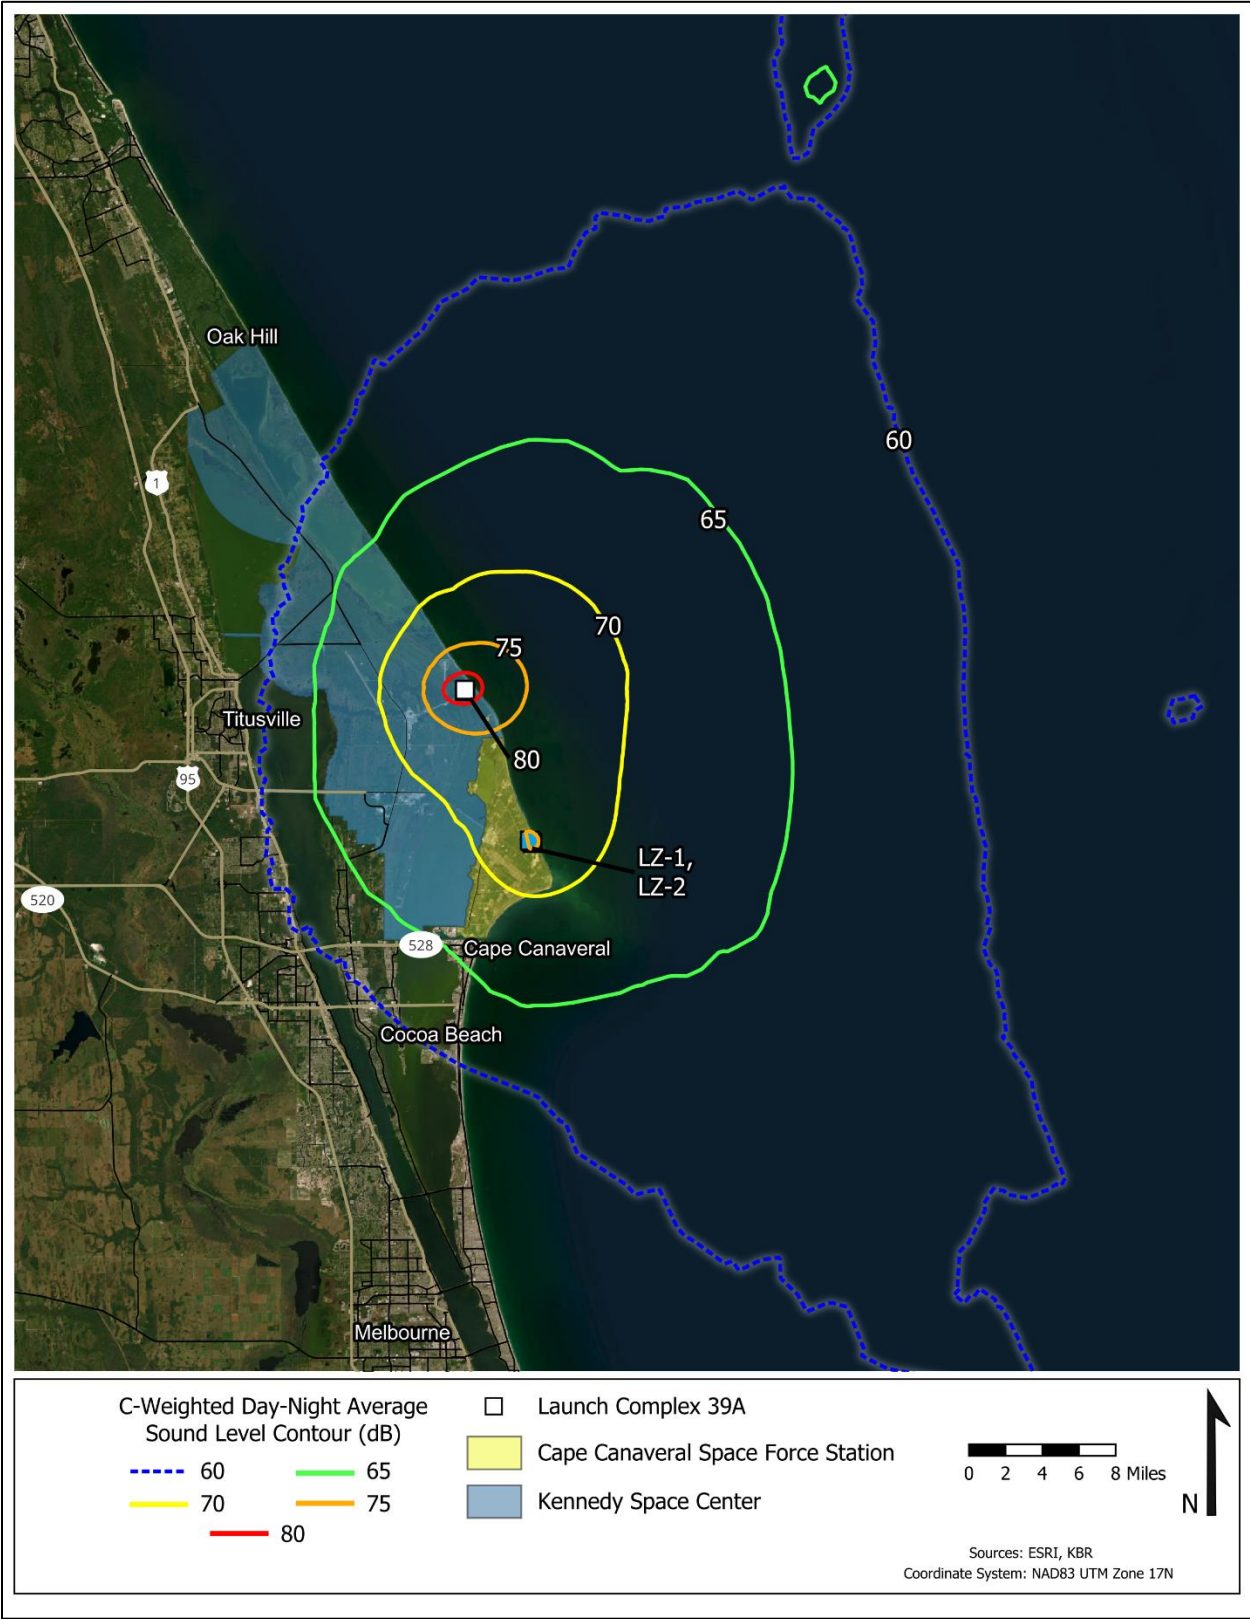 Oak Hill
60
1
65
70
75
Titusville
80
95
LZ-1,
LZ-2
520
528
Cape Canaveral
Cocoa Beach
Melbourne
C-Weighted Day-Night Average
Sound Level Contour (dB)
60
65
70
75
80
Launch Complex 39A
Cape Canaveral Space Force Station
Kennedy Space Center
0 2 4 6 8 Miles
N
Sources: ESRI, KBR
Coordinate System: NAD83 UTM Zone 17N